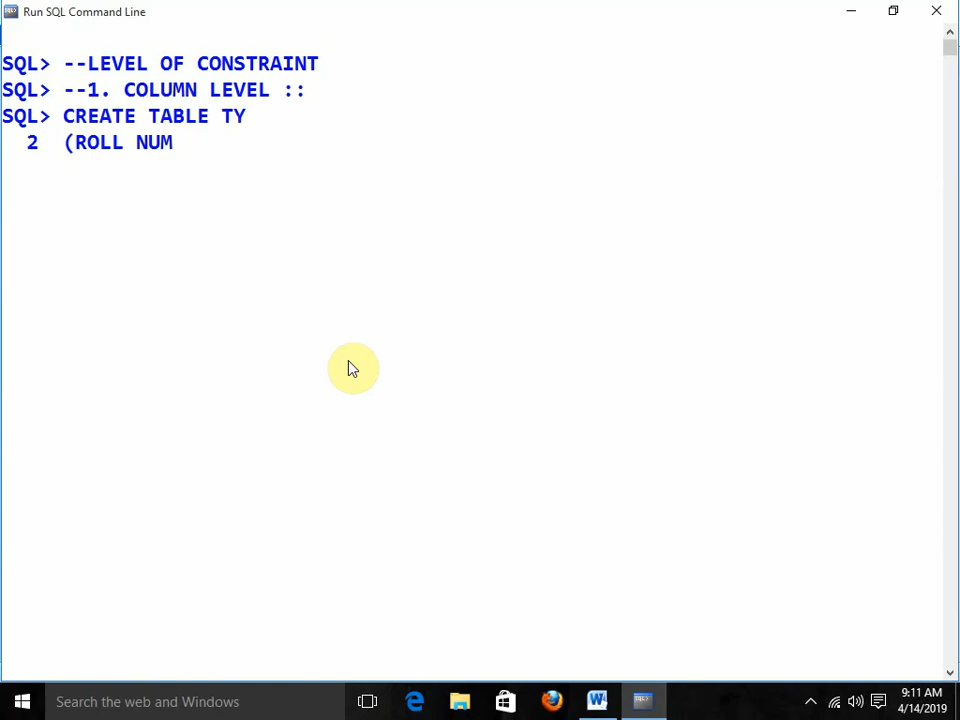 Run SQL Command Line
SQL> --LEVEL OF CONSTRAINT
SQL> --1. COLUMN LEVEL ::
SQL> CREATE TABLE TY
2 (ROLL NUM
Search the web and Windows
9:11 AM
4/14/2019